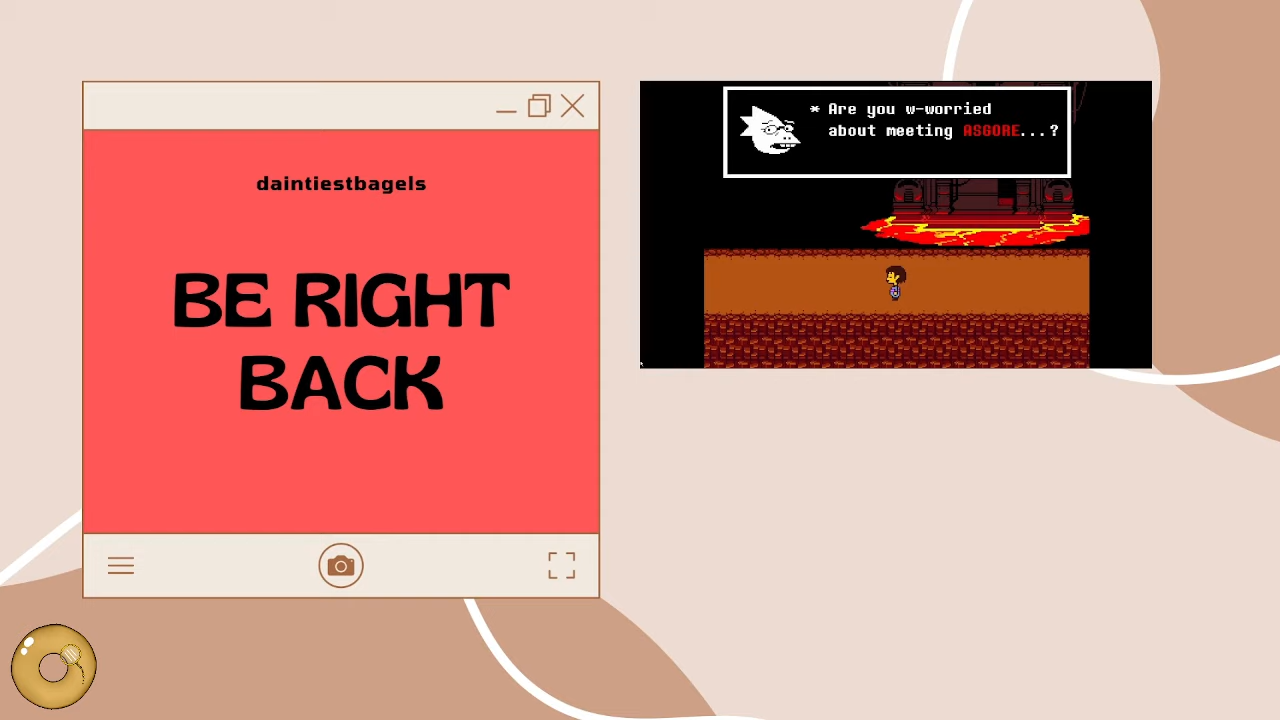 daintiestbagels
BE RIGHT
BACK
* Are you w-worried
about meeting ASGORE...?